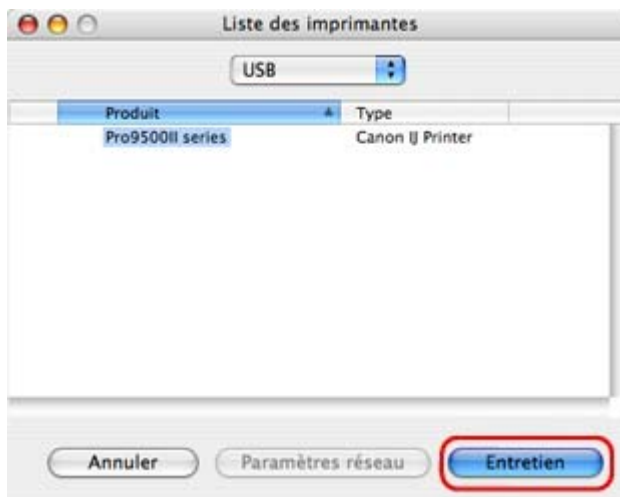 Liste des imprimantes
USB
Produit Type
Pro9500II series Canon IJ Printer
Annuler Paramètres réseau Entretien